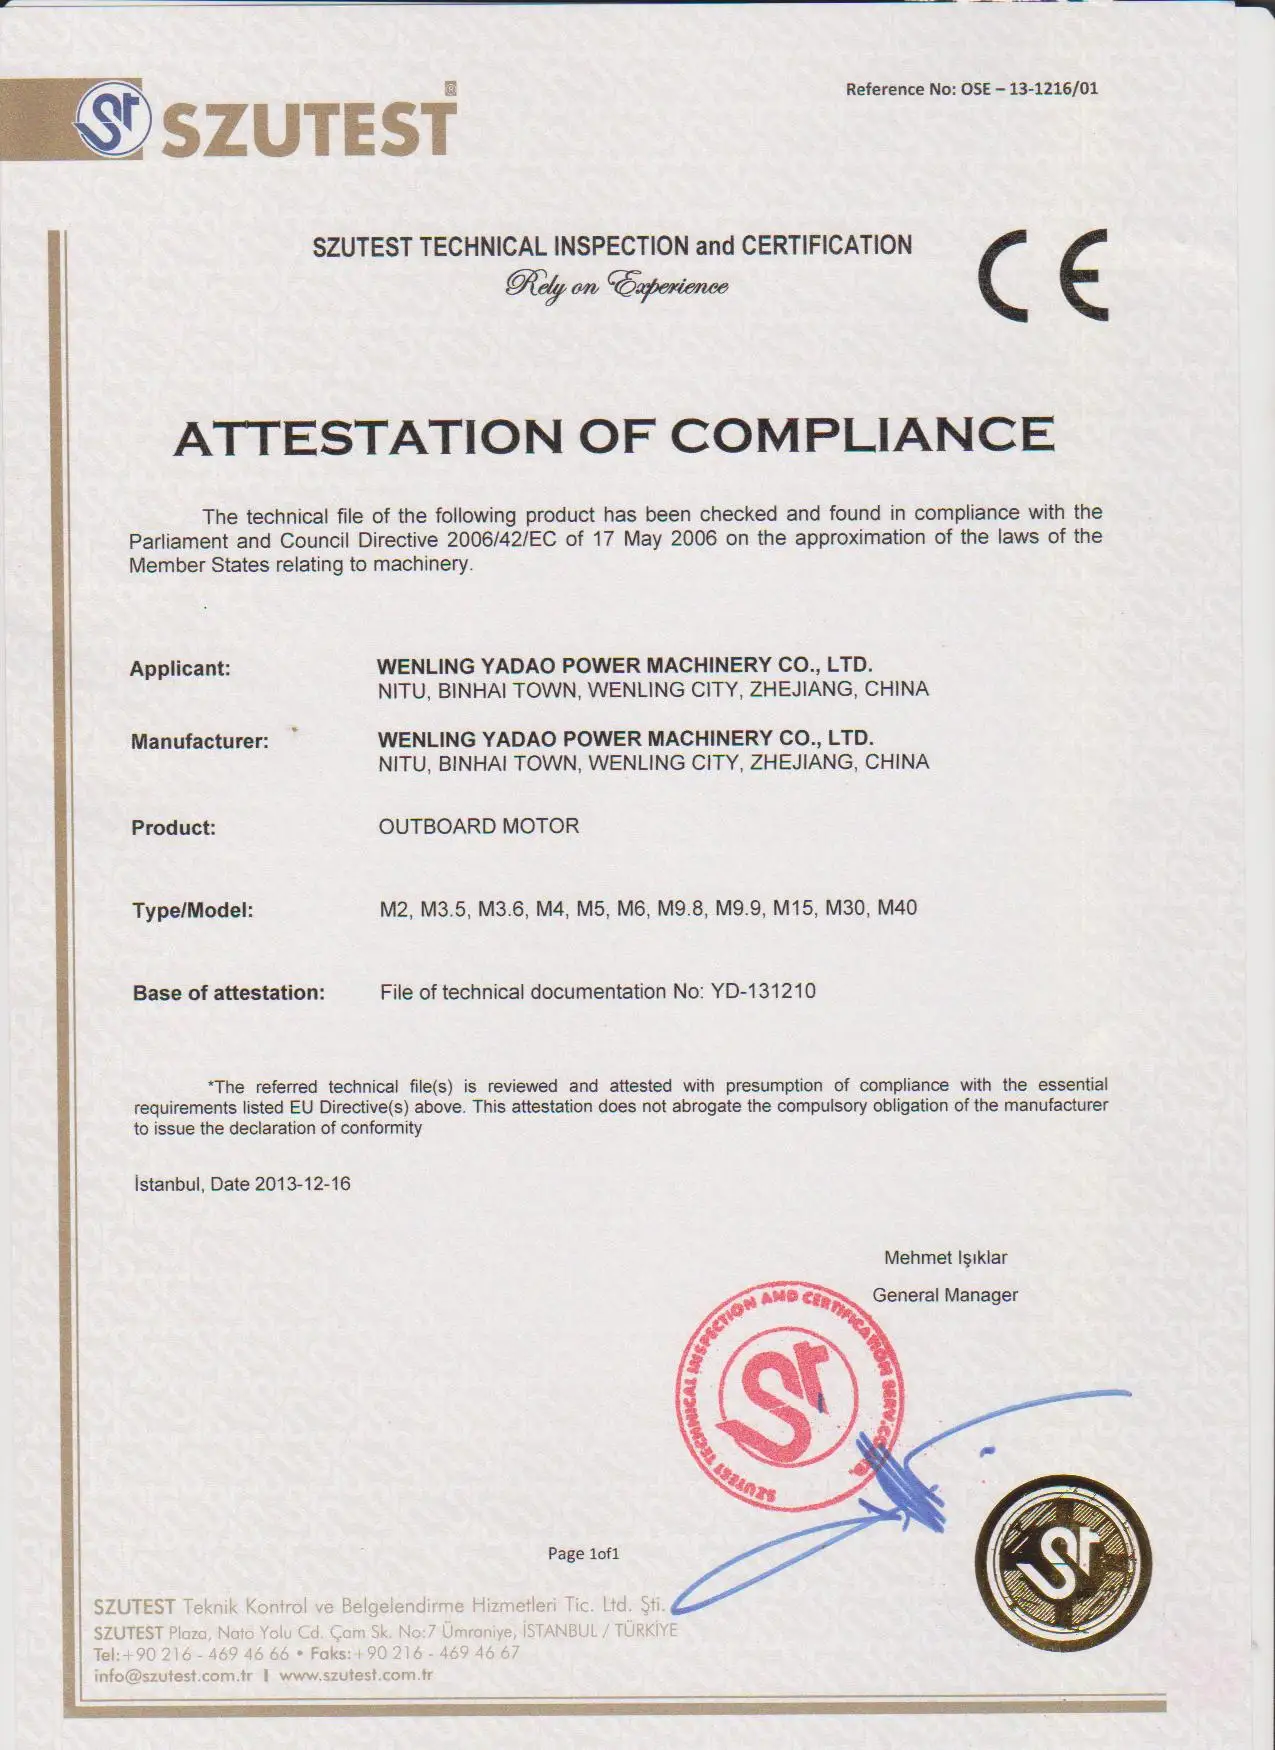 Reference No: OSE – 13-1216/01
St SZUTEST ®
SZUTEST TECHNICAL INSPECTION and CERTIFICATION
Rely on Experience
CE
ATTESTATION OF COMPLIANCE
The technical file of the following product has been checked and found in compliance with the
Parliament and Council Directive 2006/42/EC of 17 May 2006 on the approximation of the laws of the
Member States relating to machinery.
Applicant: WENLING YADAO POWER MACHINERY CO., LTD.
NITU, BINHAI TOWN, WENLING CITY, ZHEJIANG, CHINA
Manufacturer: WENLING YADAO POWER MACHINERY CO., LTD.
NITU, BINHAI TOWN, WENLING CITY, ZHEJIANG, CHINA
Product: OUTBOARD MOTOR
Type/Model: M2, M3.5, M3.6, M4, M5, M6, M9.8, M9.9, M15, M30, M40
Base of attestation: File of technical documentation No: YD-131210
*The referred technical file(s) is reviewed and attested with presumption of compliance with the essential
requirements listed EU Directive(s) above. This attestation does not abrogate the compulsory obligation of the manufacturer
to issue the declaration of conformity
İstanbul, Date 2013-12-16
Mehmet Işıklar
General Manager
SZUTEST TECHNICAL INSPECTION AND CERTIFICATION SERV.CO.
St
St
Page 1of1
SZUTEST Teknik Kontrol ve Belgelendirme Hizmetleri Tic. Ltd. Şti.
SZUTEST Plaza, Nato Yolu Cd. Çam Sk. No:7 Ümraniye, İSTANBUL / TÜRKİYE
Tel:+90 216 - 469 46 66 • Faks:+90 216 - 469 46 67
info@szutest.com.tr I www.szutest.com.tr